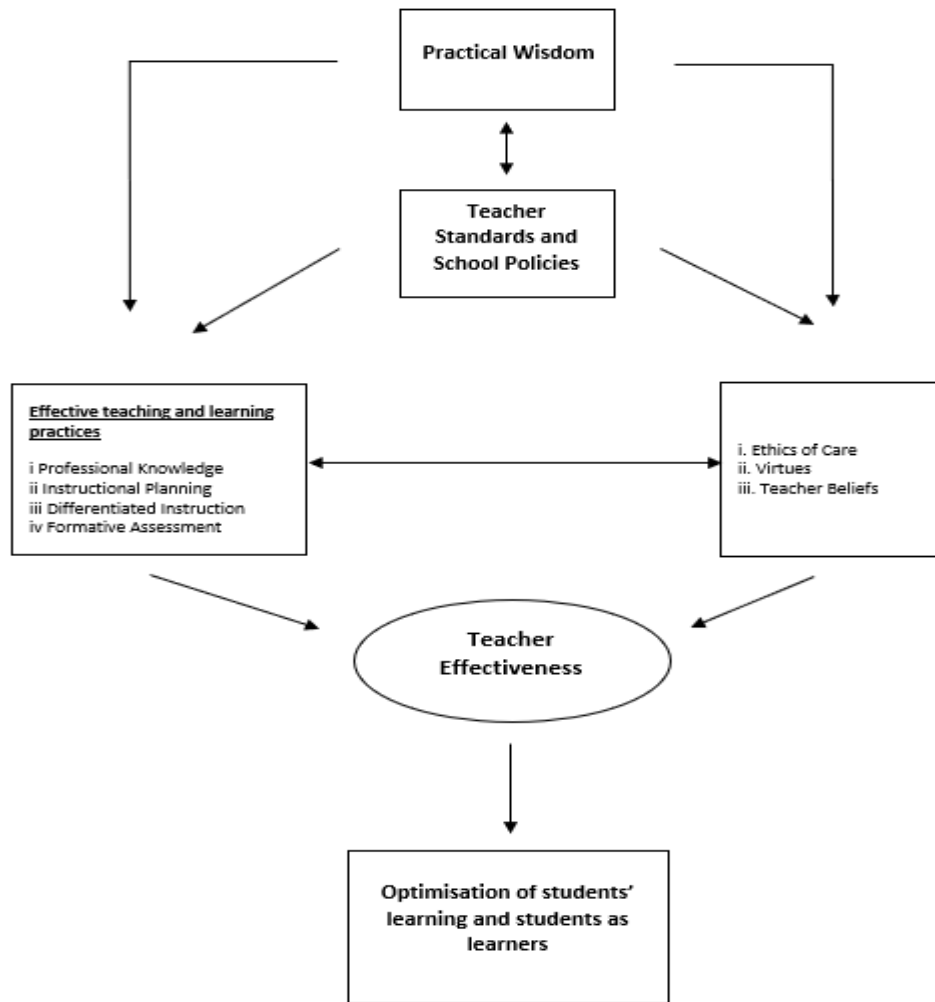 Practical Wisdom
Teacher
Standards and
School Policies
Effective teaching and learning
practices
i Professional Knowledge
ii Instructional Planning
iii Differentiated Instruction
iv Formative Assessment
i. Ethics of Care
ii. Virtues
iii. Teacher Beliefs
Teacher
Effectiveness
Optimisation of students’
learning and students as
learners